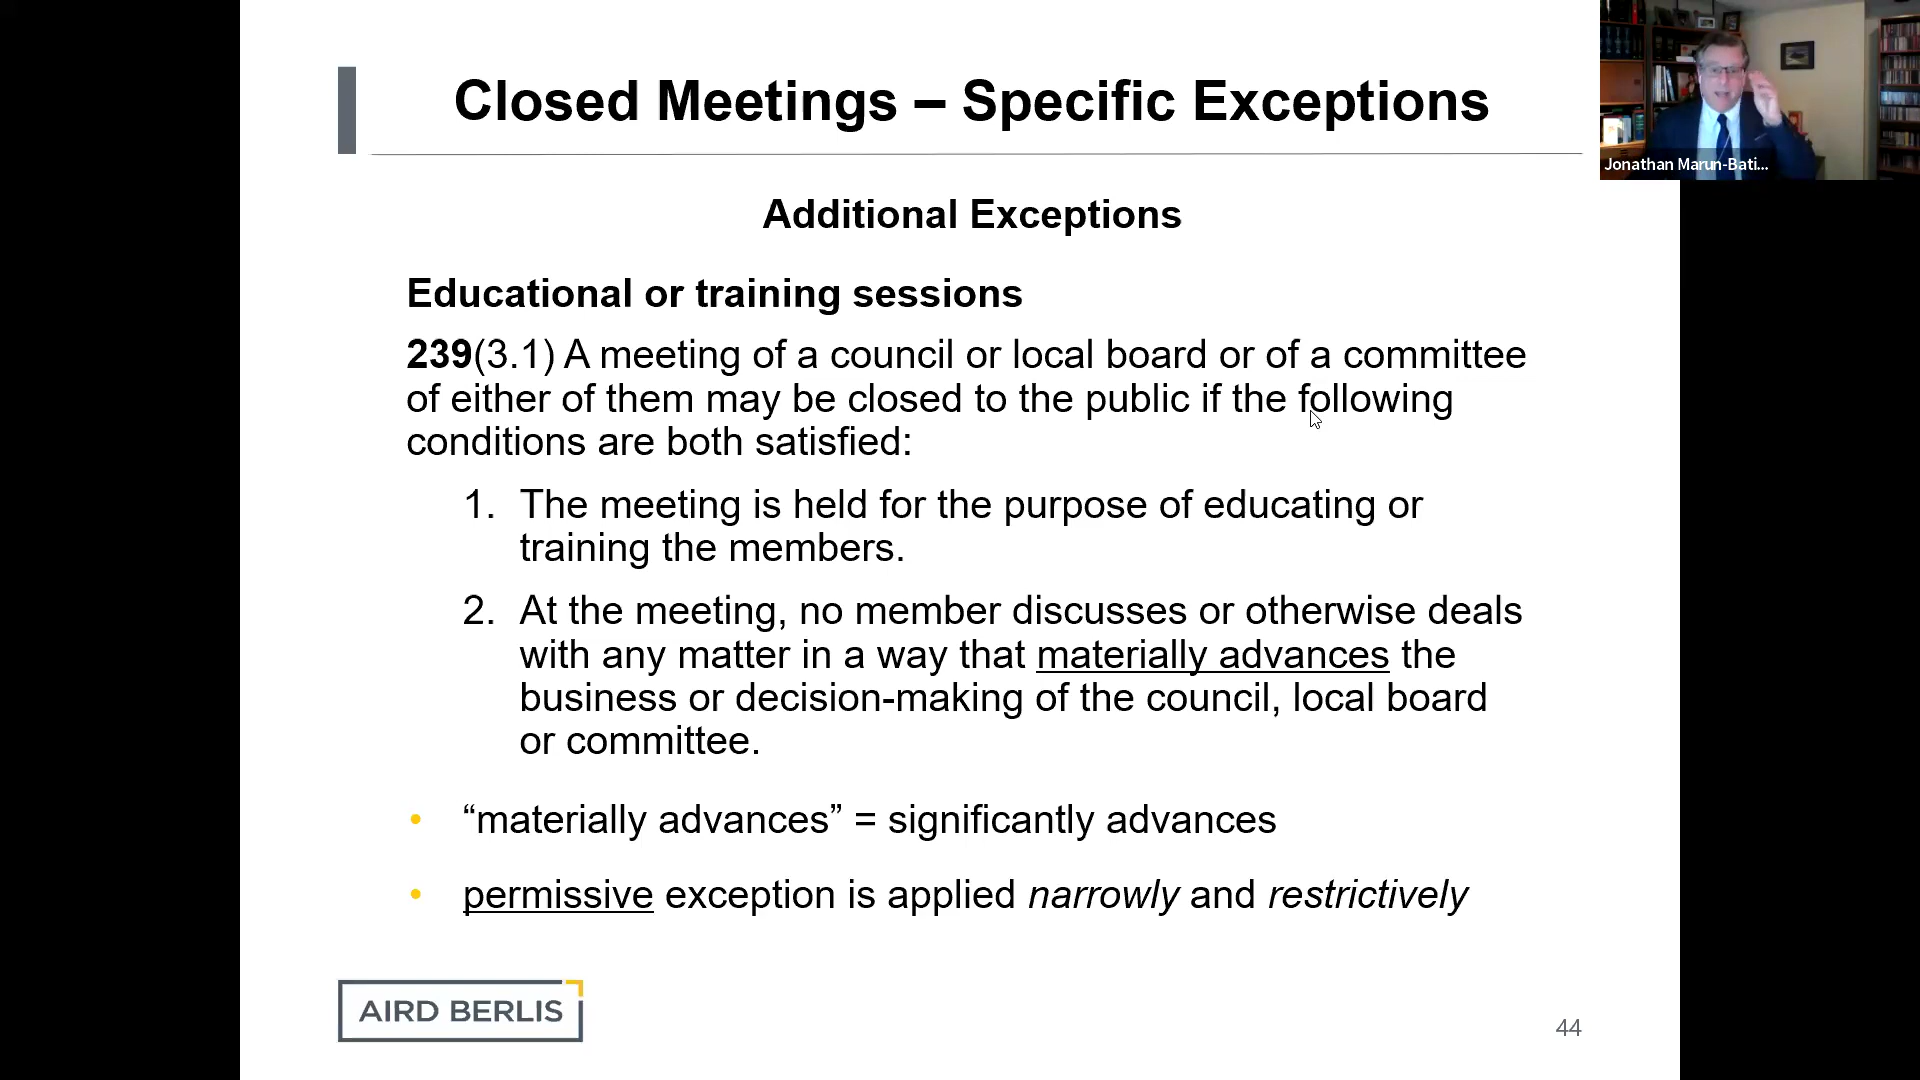 Closed Meetings – Specific Exceptions
Jonathan Marun-Bati...
Additional Exceptions
Educational or training sessions
239(3.1) A meeting of a council or local board or of a committee
of either of them may be closed to the public if the following
conditions are both satisfied:
1. The meeting is held for the purpose of educating or
training the members.
2. At the meeting, no member discusses or otherwise deals
with any matter in a way that materially advances the
business or decision-making of the council, local board
or committee.
• “materially advances” = significantly advances
• permissive exception is applied narrowly and restrictively
AIRD BERLIS
44